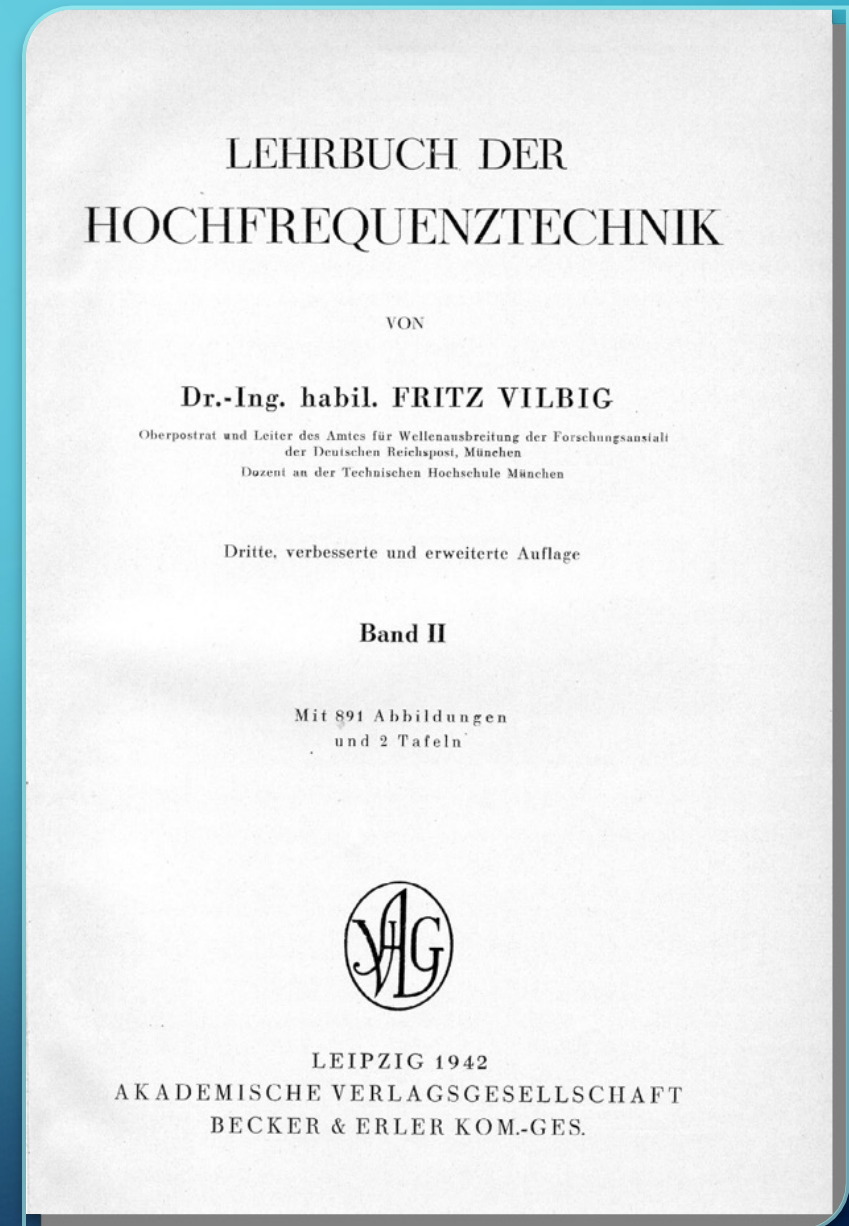 LEHRBUCH DER
HOCHFREQUENZTECHNIK
VON
Dr.-Ing. habil. FRITZ VILBIG
Oberpostrat und Leiter des Amtes für Wellenausbreitung der Forschungsanstalt
der Deutschen Reichspost, München
Dozent an der Technischen Hochschule München
Dritte, verbesserte und erweiterte Auflage
Band II
Mit 891 Abbildungen
und 2 Tafeln
VAG
LEIPZIG 1942
AKADEMISCHE VERLAGSGESELLSCHAFT
BECKER & ERLER KOM.-GES.